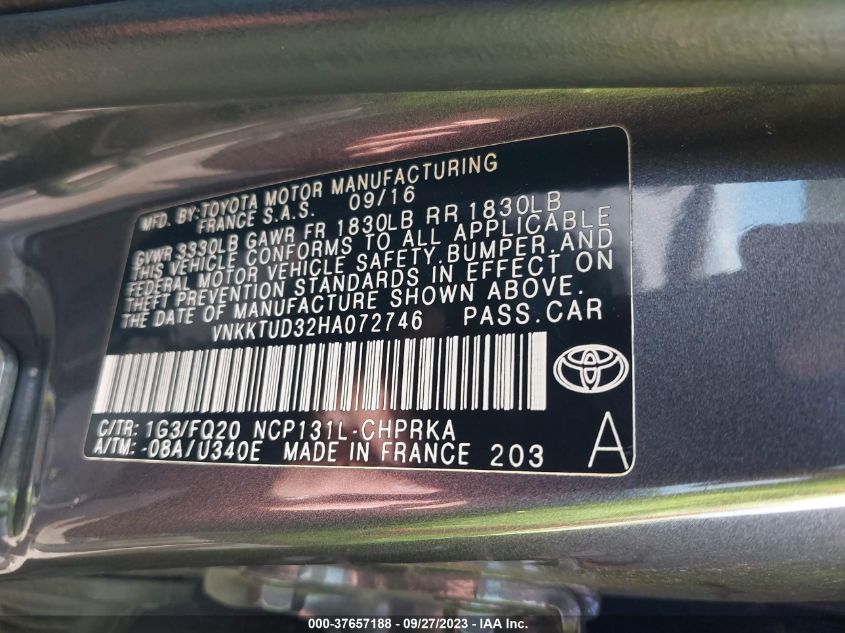 MFD. BY:TOYOTA MOTOR MANUFACTURING
FRANCE S.A.S. 09/16
GVWR 3330LB GAWR FR 1830LB RR 1830LB
THIS VEHICLE CONFORMS TO ALL APPLICABLE
FEDERAL MOTOR VEHICLE SAFETY,BUMPER,AND
THEFT PREVENTION STANDARDS IN EFFECT ON
THE DATE OF MANUFACTURE SHOWN ABOVE.
VNKKTUD32HA072746 PASS.CAR
C/TR: 1G3/FQ20 NCP131L-CHPRKA
A/TM: -08A/U340E MADE IN FRANCE 203
A
000-37657188 - 09/27/2023 - IAA Inc.